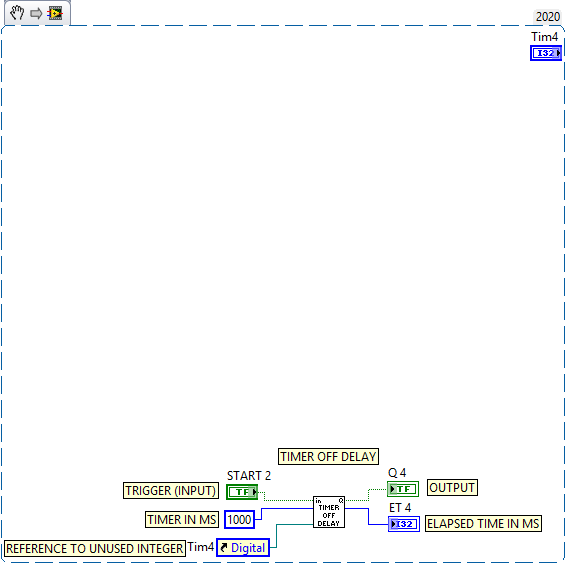 2020
Tim4
I32
TIMER OFF DELAY
START 2
Q 4
TRIGGER (INPUT)
TF
in Q
TF
OUTPUT
TIMER
OFF
DELAY
ET 4
TIMER IN MS
1000
I32
ELAPSED TIME IN MS
REFERENCE TO UNUSED INTEGER
Tim4
Digital